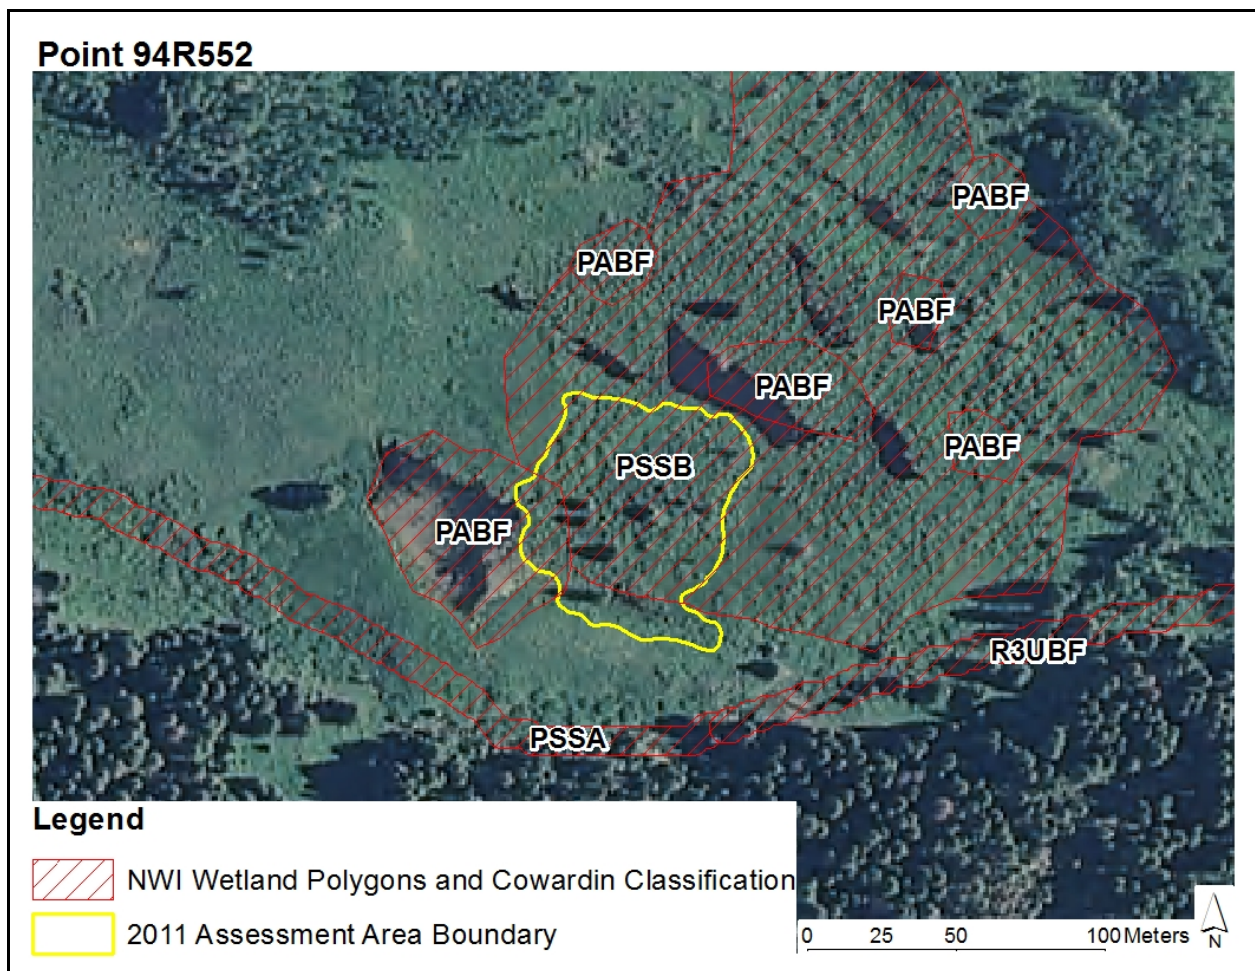 Point 94R552
PABF
PABF
PABF
PABF
PABF
PSSB
PABF
R3UBF
PSSA
Legend
NWI Wetland Polygons and Cowardin Classification
2011 Assessment Area Boundary
0 25 50 100 Meters
N